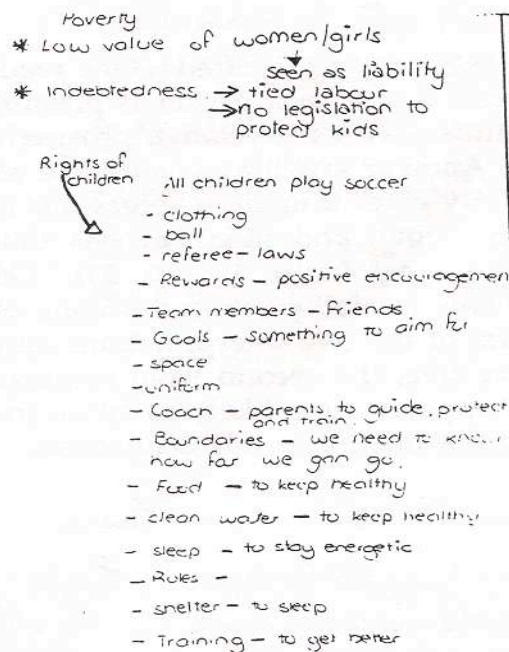 Poverty
* Low value of women/girls
seen as liability
* Indebtedness → tied labour
→ no legislation to
protect kids
Rights of
children
All children play soccer
- clothing
- ball
- referee - laws
- Rewards - positive encouragemen
- Team members - friends
- Goals - something to aim for
- space
- uniform
- Coach - parents to guide, protect
and train.
- Boundaries - we need to know
how far we can go.
- Food - to keep healthy
- clean water - to keep healthy
- sleep - to stay energetic
- Rules -
- shelter - to sleep
- Training - to get better